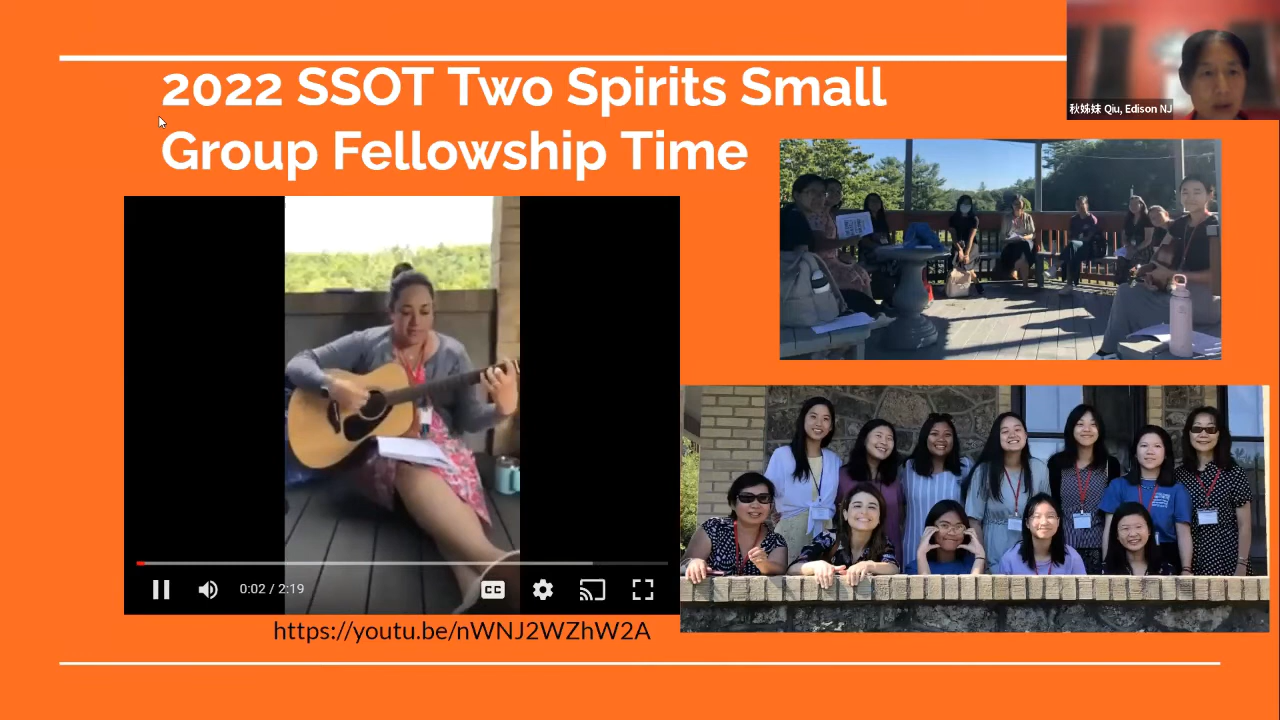 2022 SSOT Two Spirits Small
Group Fellowship Time
秋姊妹 Qiu, Edison NJ
0:02 / 2:19
CC
https://youtu.be/nWNJ2WZhW2A